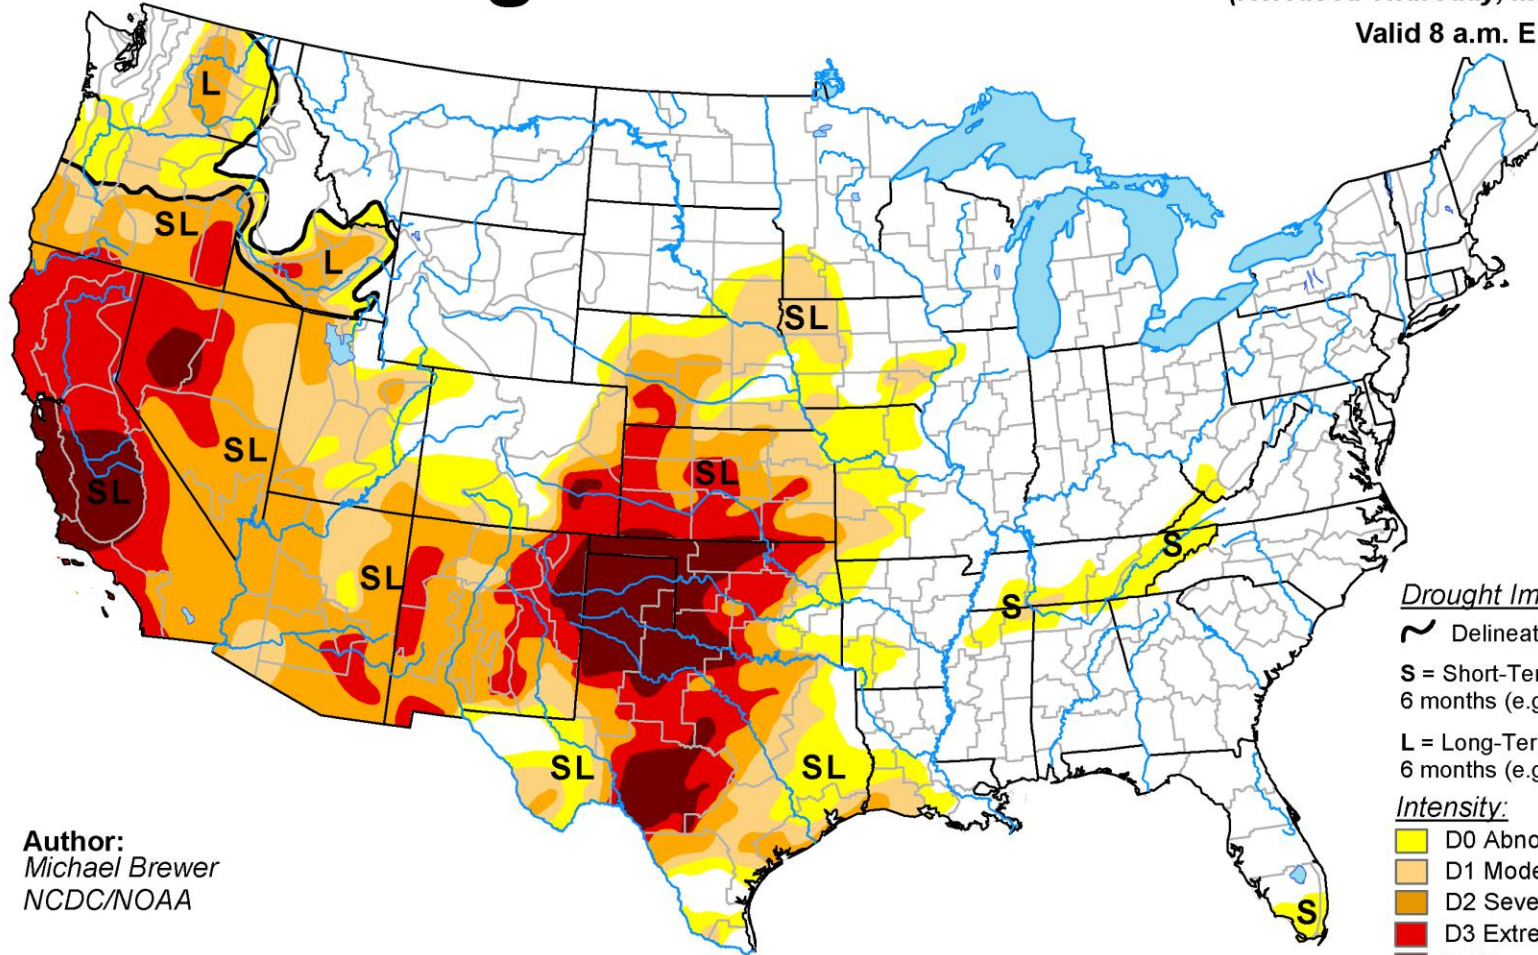 Valid 8 a.m. E
L
SL
L
SL
SL
SL
SL
S
SL
S
SL
SL
S
Drought Im
Delineat
S = Short-Ter
6 months (e.g
L = Long-Ter
6 months (e.g
Intensity:
D0 Abno
D1 Mode
D2 Seve
D3 Extre
Author:
Michael Brewer
NCDC/NOAA